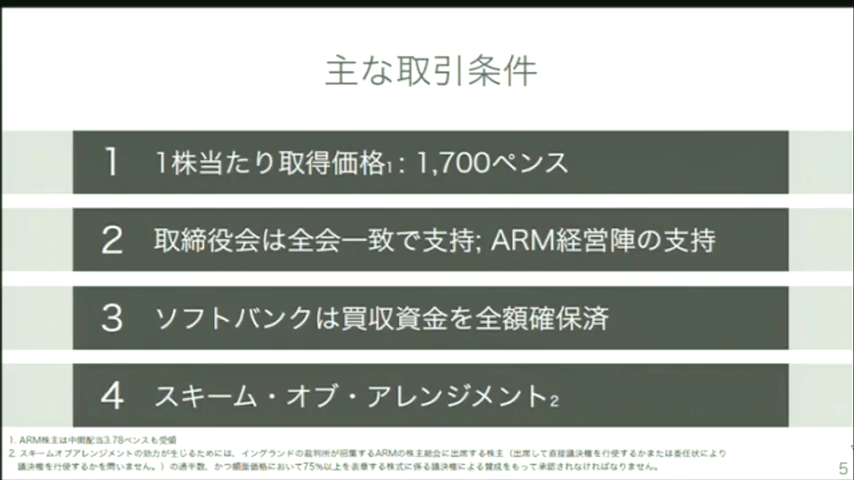 主な取引条件
1 1株当たり取得価格1 : 1,700ペンス
2 取締役会は全会一致で支持; ARM経営陣の支持
3 ソフトバンクは買収資金を全額確保済
4 スキーム・オブ・アレンジメント2
1. ARM株主は中間配当3.78ペンスも受領
2. スキームオブアレンジメントの効力が生じるためには、イングランドの裁判所が招集するARMの株主総会に出席する株主（出席して直接議決権を行使するかまたは委任状により
議決権を行使するかを問いません。）の過半数、かつ額面価格において75%以上を表章する株式に係る議決権による賛成をもって承認されなければなりません。
5